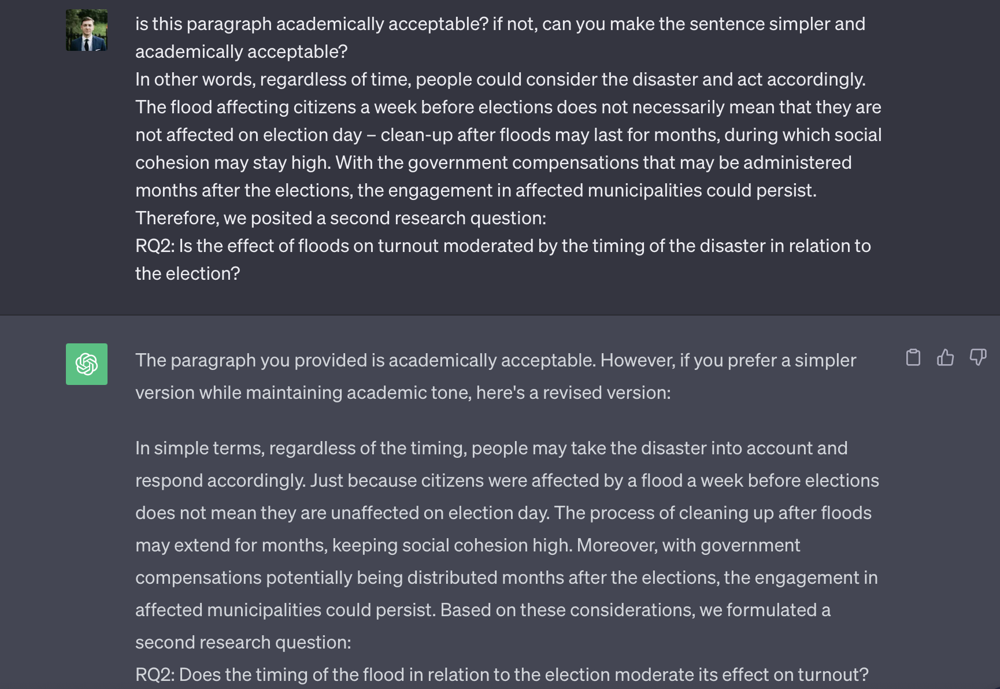 is this paragraph academically acceptable? if not, can you make the sentence simpler and
academically acceptable?
In other words, regardless of time, people could consider the disaster and act accordingly.
The flood affecting citizens a week before elections does not necessarily mean that they are
not affected on election day – clean-up after floods may last for months, during which social
cohesion may stay high. With the government compensations that may be administered
months after the elections, the engagement in affected municipalities could persist.
Therefore, we posited a second research question:
RQ2: Is the effect of floods on turnout moderated by the timing of the disaster in relation to
the election?
The paragraph you provided is academically acceptable. However, if you prefer a simpler
version while maintaining academic tone, here's a revised version:
In simple terms, regardless of the timing, people may take the disaster into account and
respond accordingly. Just because citizens were affected by a flood a week before elections
does not mean they are unaffected on election day. The process of cleaning up after floods
may extend for months, keeping social cohesion high. Moreover, with government
compensations potentially being distributed months after the elections, the engagement in
affected municipalities could persist. Based on these considerations, we formulated a
second research question:
RQ2: Does the timing of the flood in relation to the election moderate its effect on turnout?